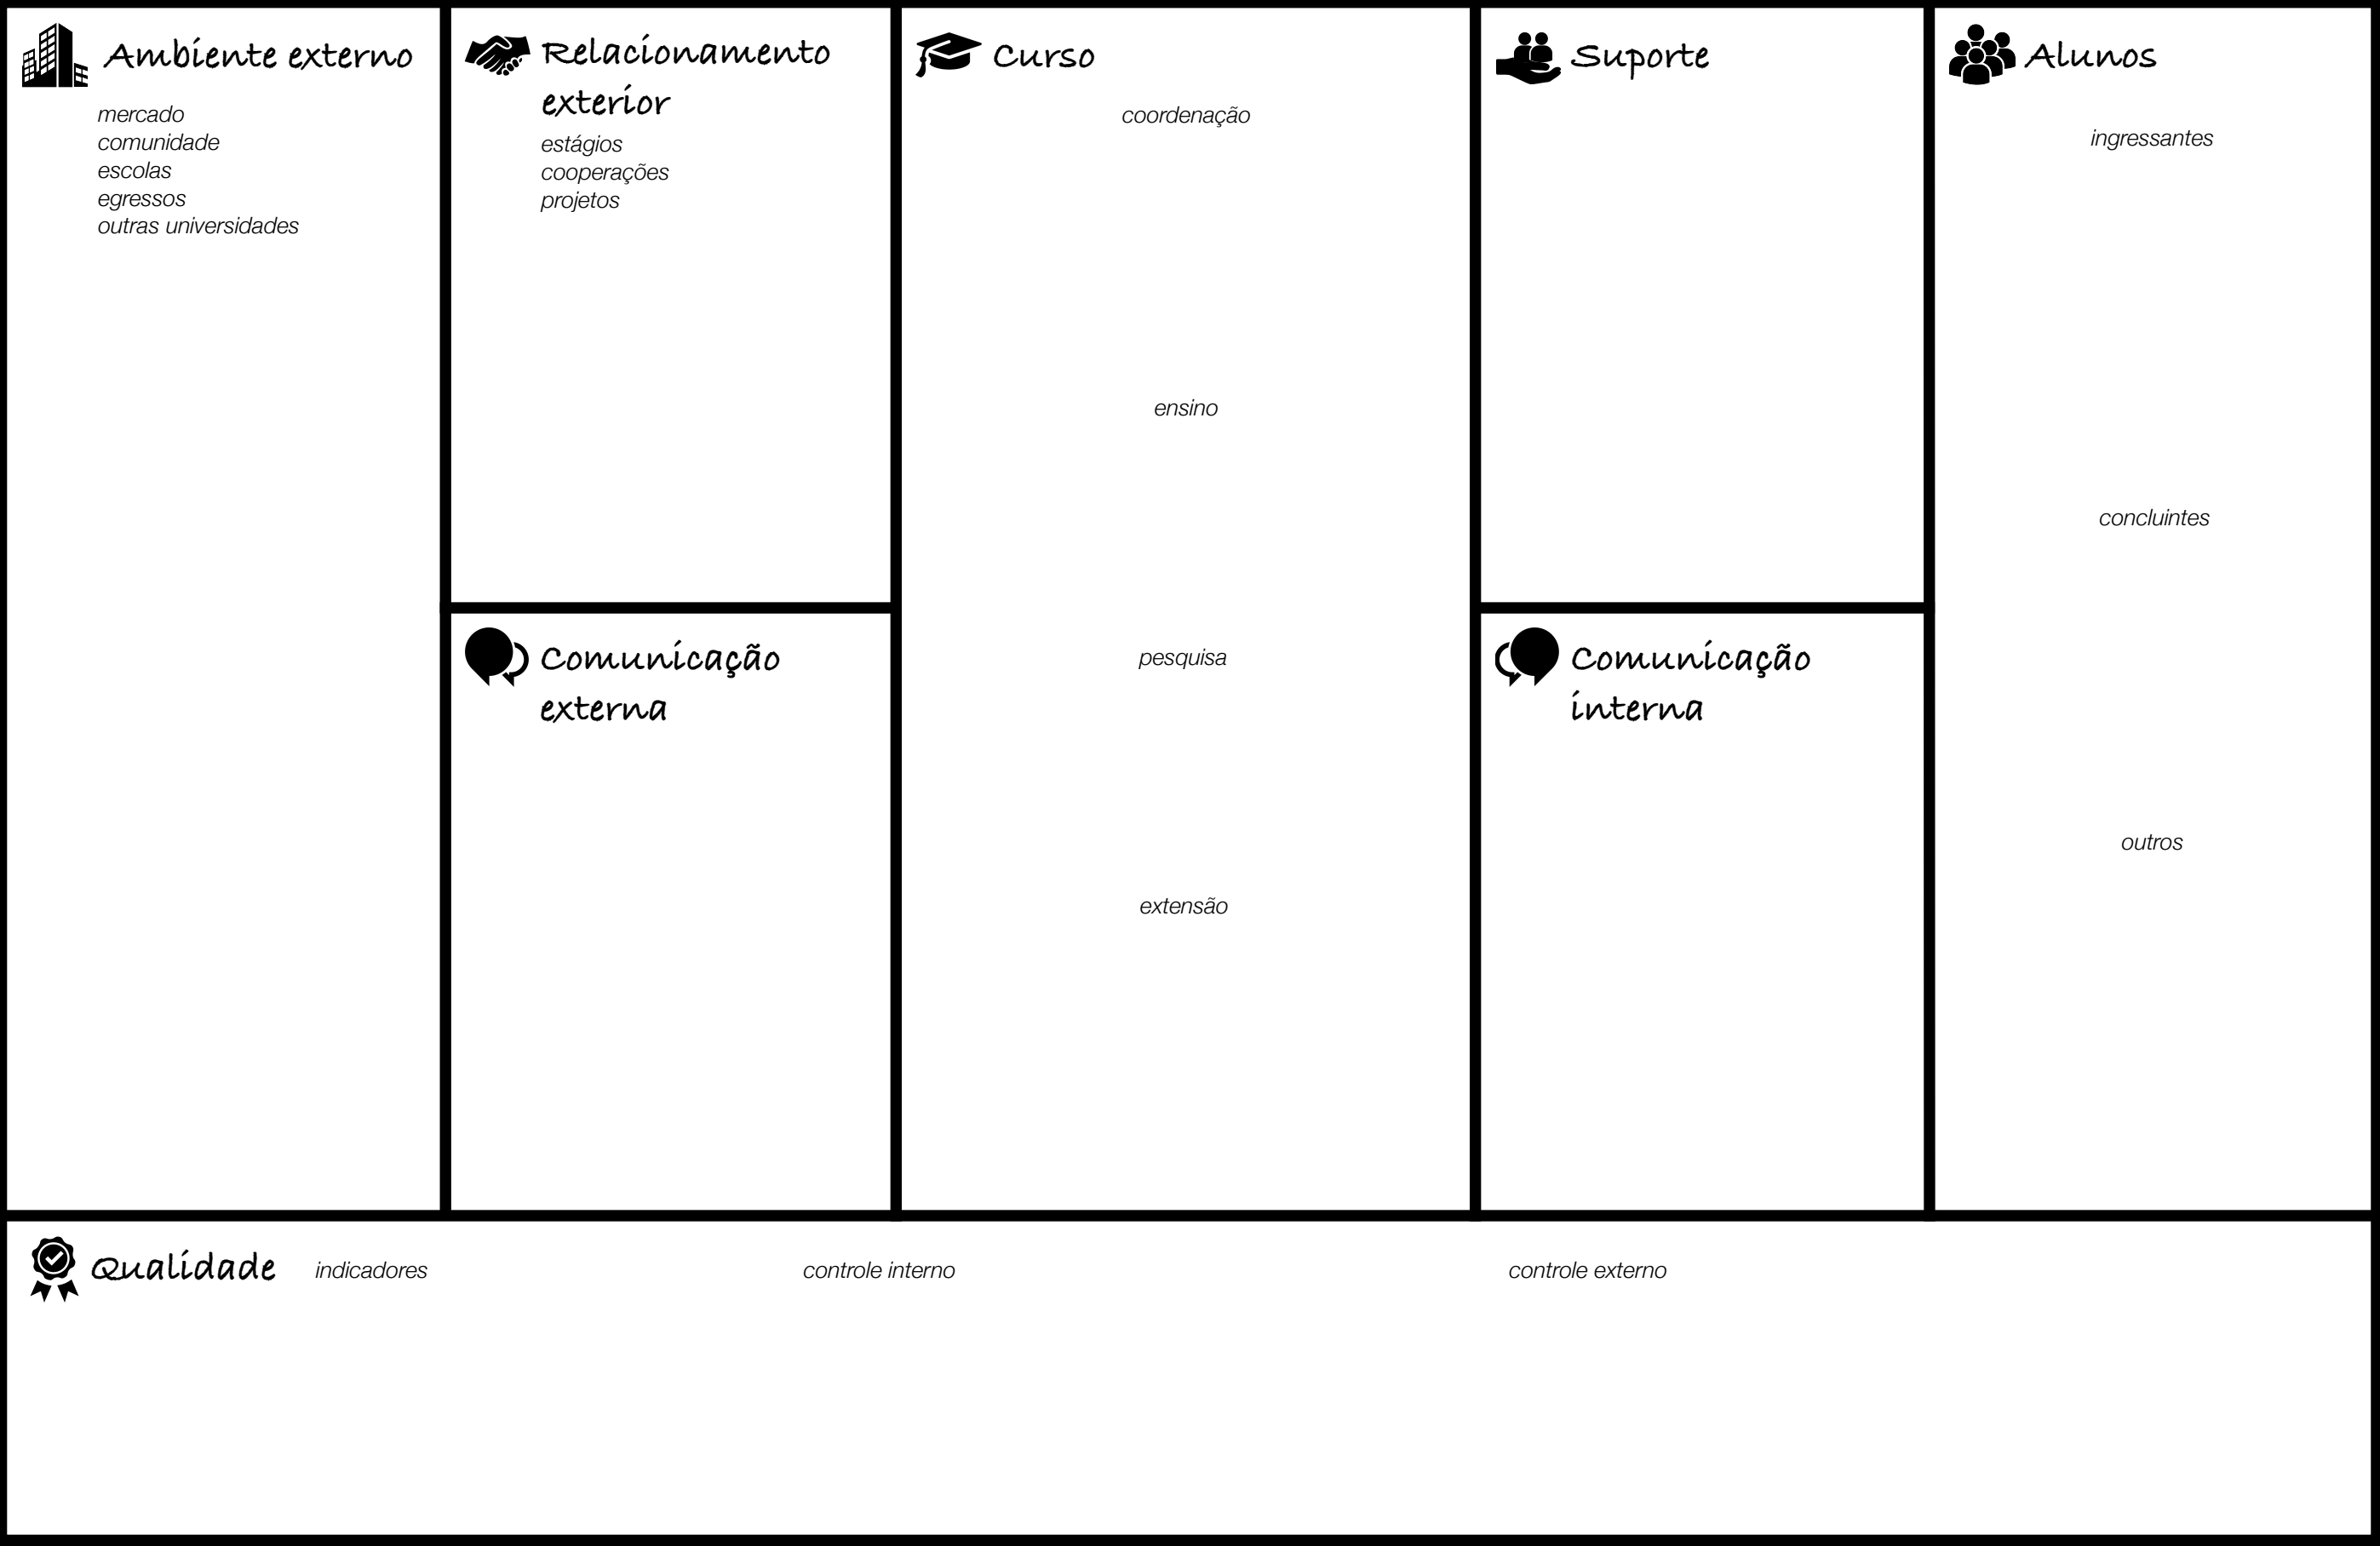 Ambiente externo
mercado
comunidade
escolas
egressos
outras universidades
Relacionamento
exterior
estágios
cooperações
projetos
Comunicação
externa
Curso
coordenação
ensino
pesquisa
extensão
Suporte
Comunicação
interna
Alunos
ingressantes
concluintes
outros
Qualidade indicadores controle interno controle externo